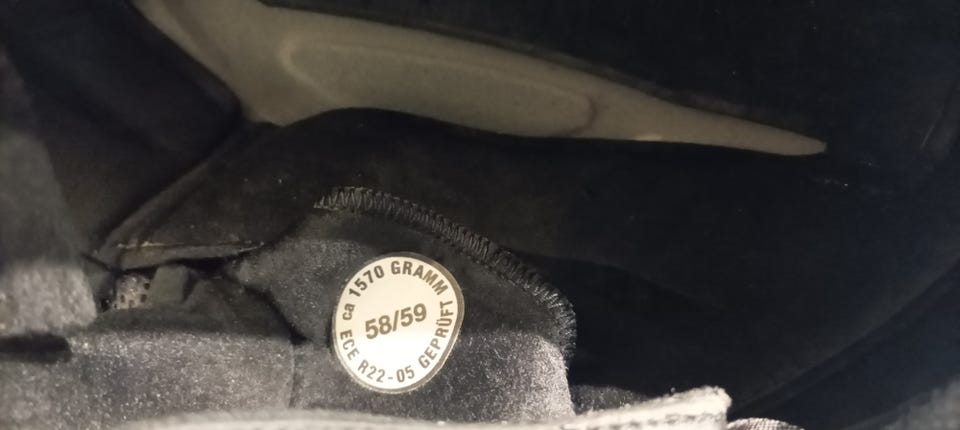 ca 1570 GRAMM
58/59
ECE R22-05 GEPRÜFT